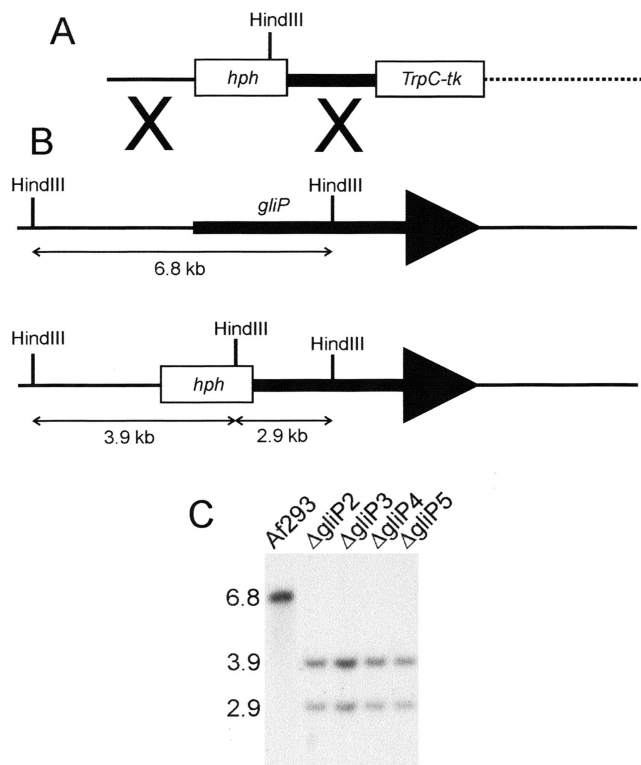 A
HindIII
hph
TrpC-tk
X
X
B
HindIII
HindIII
gliP
6.8 kb
HindIII
HindIII
HindIII
hph
3.9 kb
2.9 kb
C
Af293
ΔgliP2
ΔgliP3
ΔgliP4
ΔgliP5
6.8
3.9
2.9